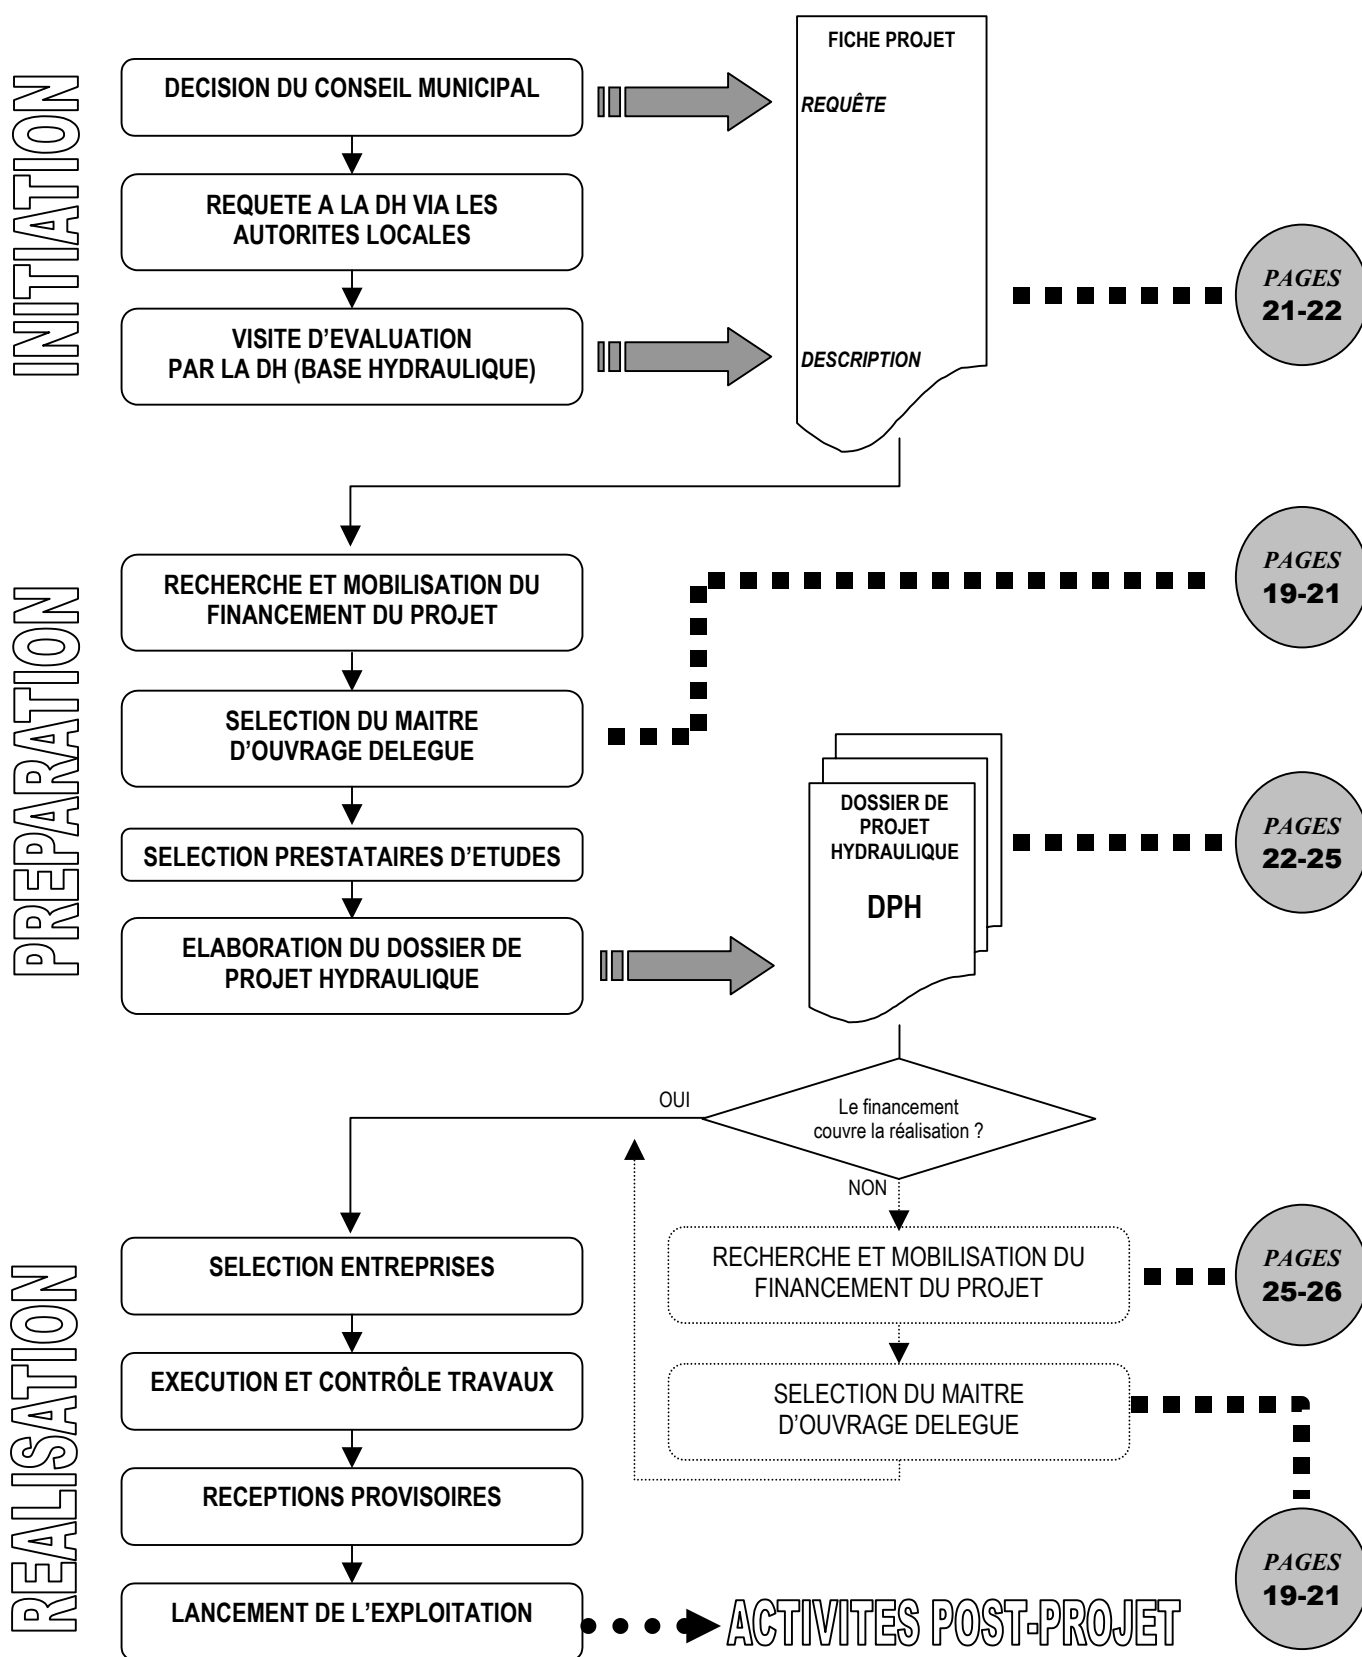 INITIATION
DECISION DU CONSEIL MUNICIPAL
REQUETE A LA DH VIA LES
AUTORITES LOCALES
VISITE D'EVALUATION
PAR LA DH (BASE HYDRAULIQUE)
FICHE PROJET
REQUÊTE
DESCRIPTION
PAGES
21-22
PREPARATION
RECHERCHE ET MOBILISATION DU
FINANCEMENT DU PROJET
SELECTION DU MAITRE
D'OUVRAGE DELEGUE
SELECTION PRESTATAIRES D'ETUDES
ELABORATION DU DOSSIER DE
PROJET HYDRAULIQUE
PAGES
19-21
DOSSIER DE
PROJET
HYDRAULIQUE
DPH
PAGES
22-25
Le financement
couvre la réalisation ?
OUI
NON
REALISATION
SELECTION ENTREPRISES
EXECUTION ET CONTRÔLE TRAVAUX
RECEPTIONS PROVISOIRES
LANCEMENT DE L'EXPLOITATION
RECHERCHE ET MOBILISATION DU
FINANCEMENT DU PROJET
PAGES
25-26
SELECTION DU MAITRE
D'OUVRAGE DELEGUE
PAGES
19-21
ACTIVITES POST-PROJET